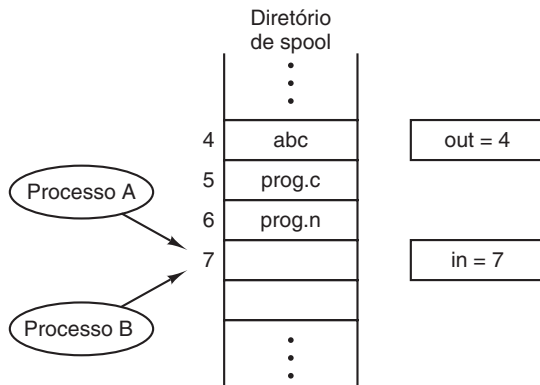 Diretório
de spool
4 abc out = 4
Processo A
5 prog.c
6 prog.n
7 in = 7
Processo B